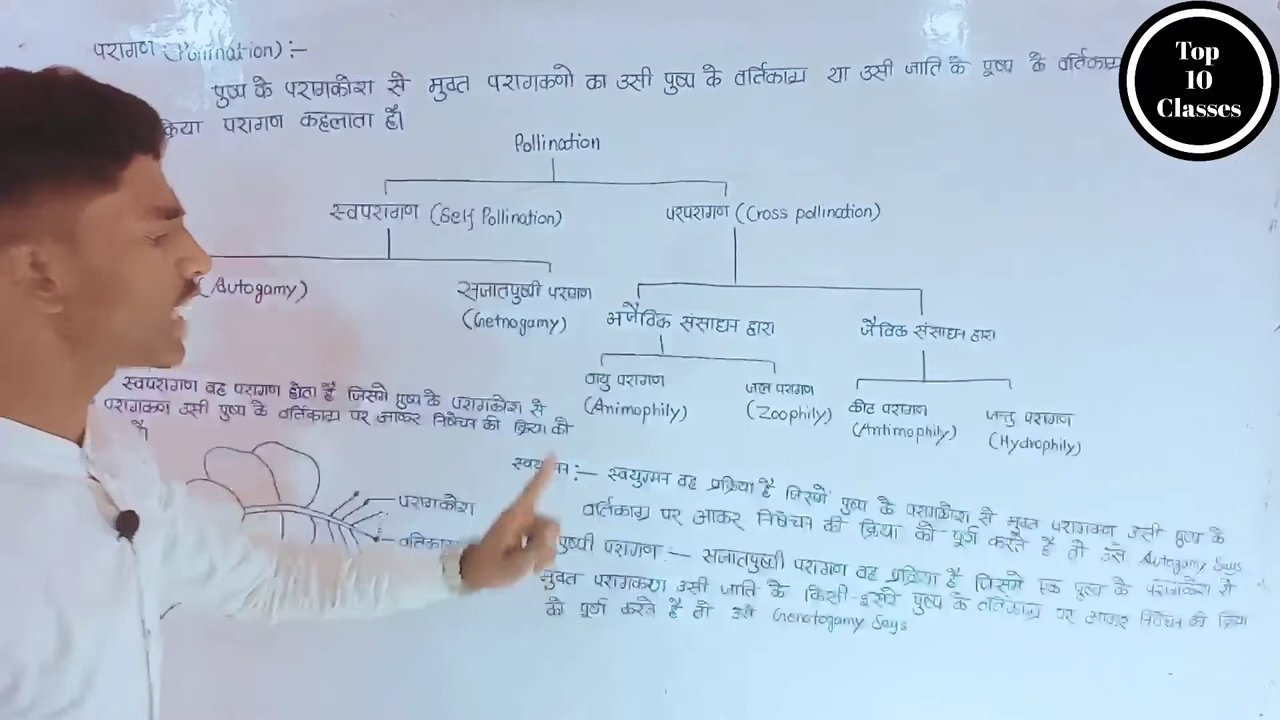 परागण (Pollination) :-
पुष्प के परागकोश से मुक्त परागकणो का उसी पुष्प के वर्तिकाग्र या उसी जाति के पुष्प के वर्तिकाग्र
क्रिया परागण कहलाता है।
Pollination
स्वपरागण (Self Pollination)
परपरागण (Cross pollination)
(Autogamy)
सजातपुष्पी परागण
(Getnogamy)
अजैविक संसाधन द्वारा
जैविक संसाधन द्वारा
वायु परागण
(Animophily)
जल परागण
(Zoophily)
कीट परागण
(Antimophily)
जन्तु परागण
(Hydrophily)
स्वपरागण वह परागण होता है जिसमे पुष्प के परागकोश से
परागकण उसी पुष्प के वर्तिकाग्र पर जाकर निषेचन की क्रिया को
है
परागकोश
स्वयुग्मन :- स्वयुग्मन वह प्रक्रिया है जिसमे पुष्प के परागकोश से मुक्त परागकण उसी पुष्प के
वर्तिकाग्र पर आकर निषेचन की क्रिया को पूर्ण करते है तो उसे Autogamy Says
पुष्पी परागण - सजातपुष्पी परागण वह प्रक्रिया है जिसमे एक पुष्प के परागकोश से
मुक्त परागकण उसी जाति के किसी दूसरे पुष्प के वर्तिकाग्र पर आकर निषेचन की क्रिया
को पूर्ण करते है तो उसे Genotogamy Says
Top
10
Classes